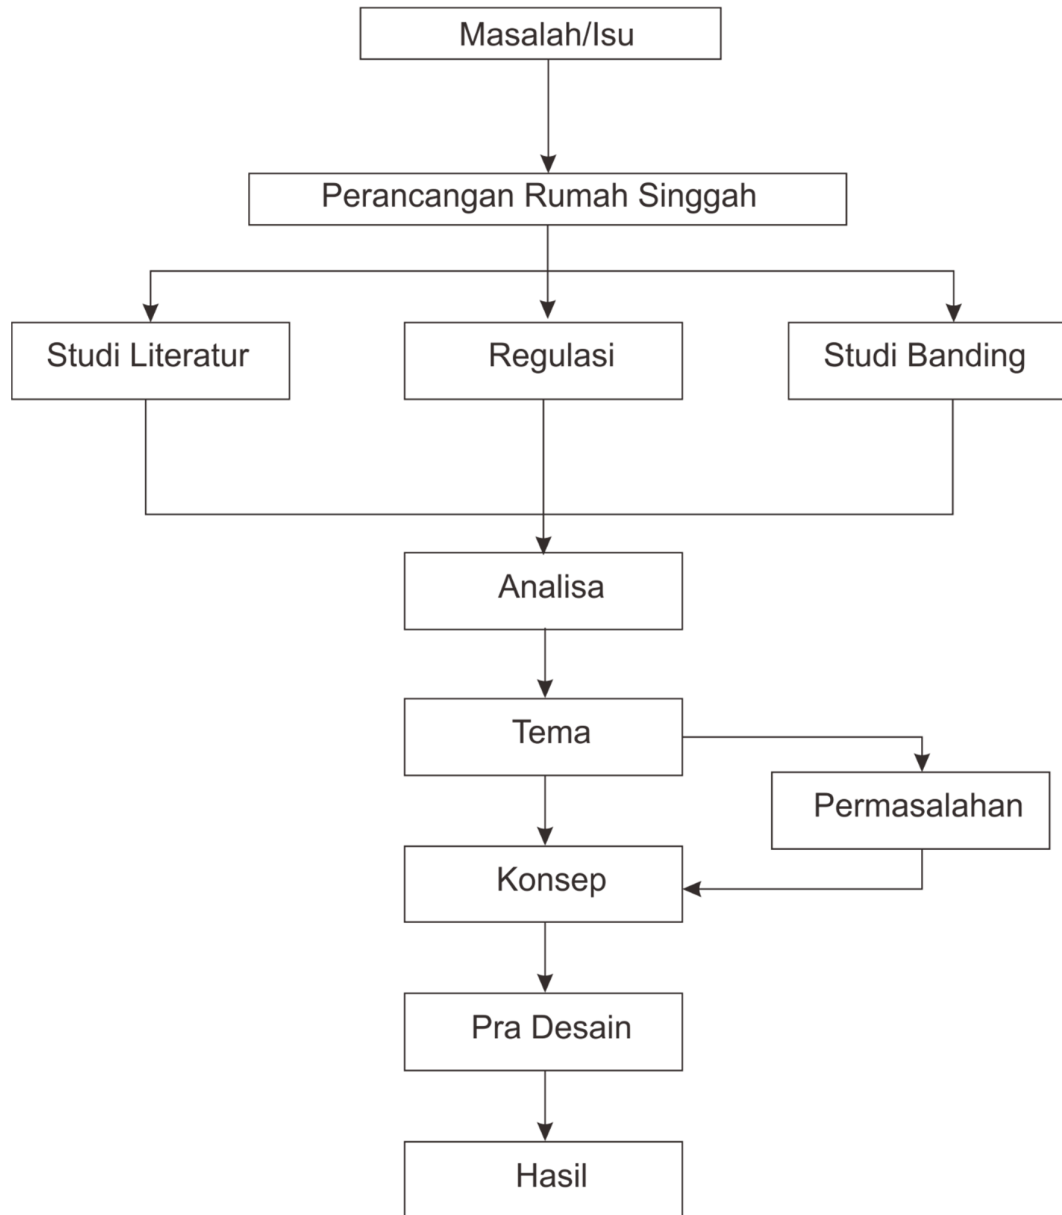 Masalah/Isu
Perancangan Rumah Singgah
Studi Literatur
Regulasi
Studi Banding
Analisa
Tema
Permasalahan
Konsep
Pra Desain
Hasil